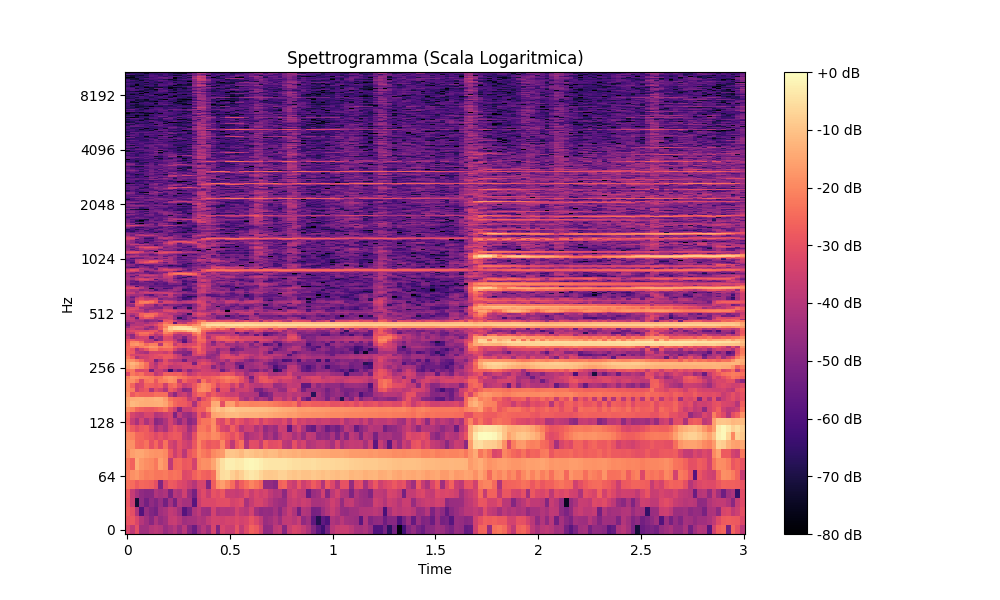 Spettrogramma (Scala Logaritmica)
Hz
8192
4096
2048
1024
512
256
128
64
0
0
0.5
1
1.5
2
2.5
3
Time
+0 dB
-10 dB
-20 dB
-30 dB
-40 dB
-50 dB
-60 dB
-70 dB
-80 dB